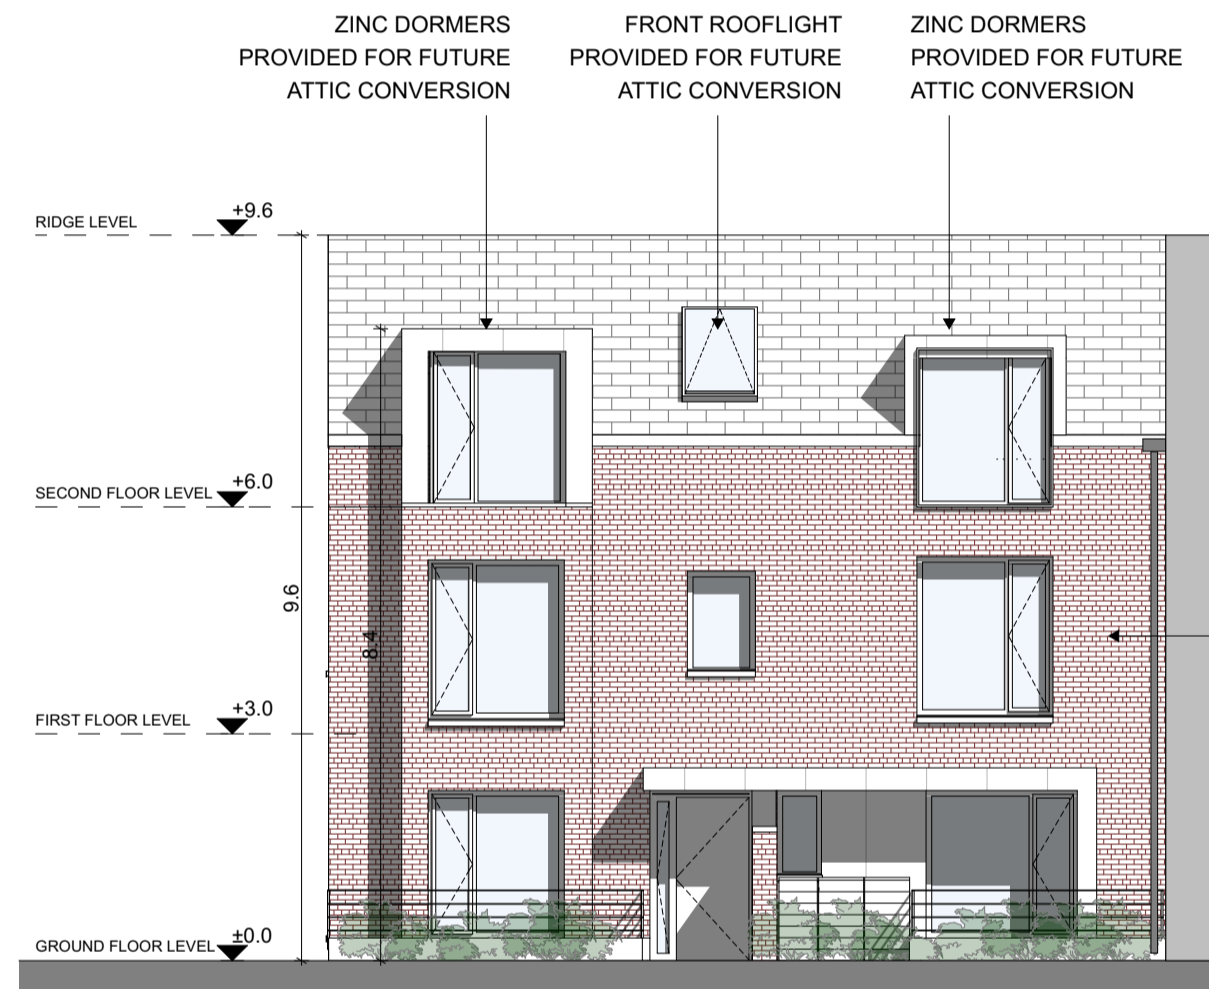 ZINC DORMERS
PROVIDED FOR FUTURE
ATTIC CONVERSION
FRONT ROOFLIGHT
PROVIDED FOR FUTURE
ATTIC CONVERSION
ZINC DORMERS
PROVIDED FOR FUTURE
ATTIC CONVERSION
RIDGE LEVEL
+9.6
SECOND FLOOR LEVEL
+6.0
9.6
8.4
FIRST FLOOR LEVEL
+3.0
GROUND FLOOR LEVEL
±0.0